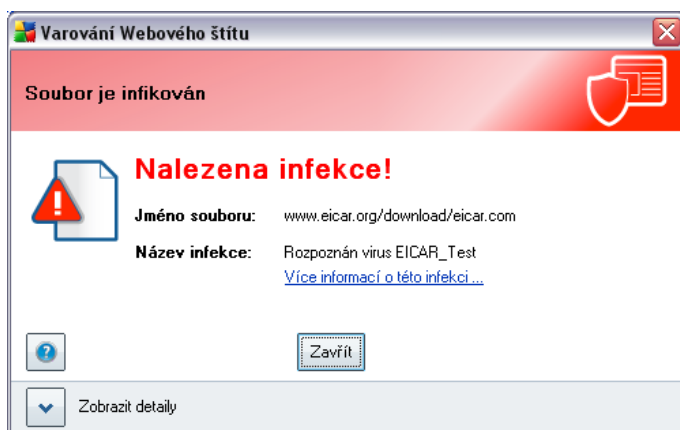 Varování Webového štítu
Soubor je infikován
Nalezena infekce!
Jméno souboru: www.eicar.org/download/eicar.com
Název infekce: Rozpoznán virus EICAR_Test
Více informací o této infekci ...
Zavřít
Zobrazit detaily